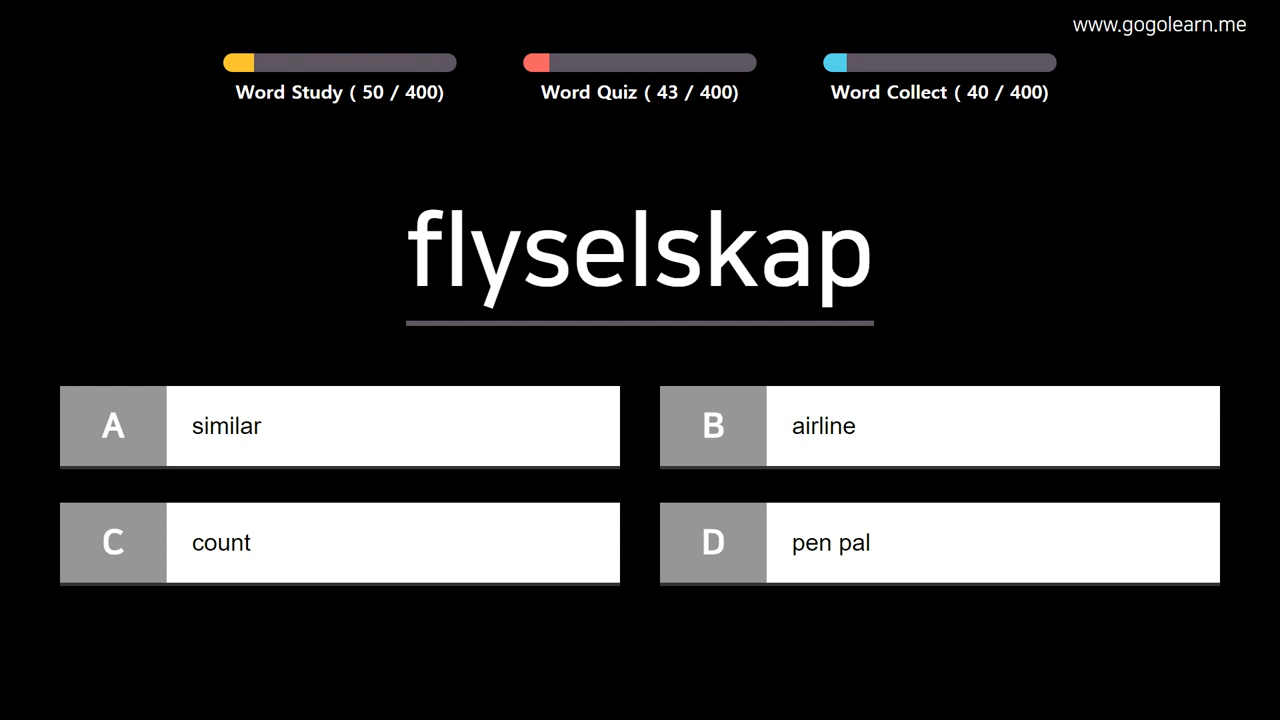 www.gogolearn.me
Word Study ( 50 / 400)
Word Quiz ( 43 / 400)
Word Collect ( 40 / 400)
flyselskap
A similar
B airline
C count
D pen pal